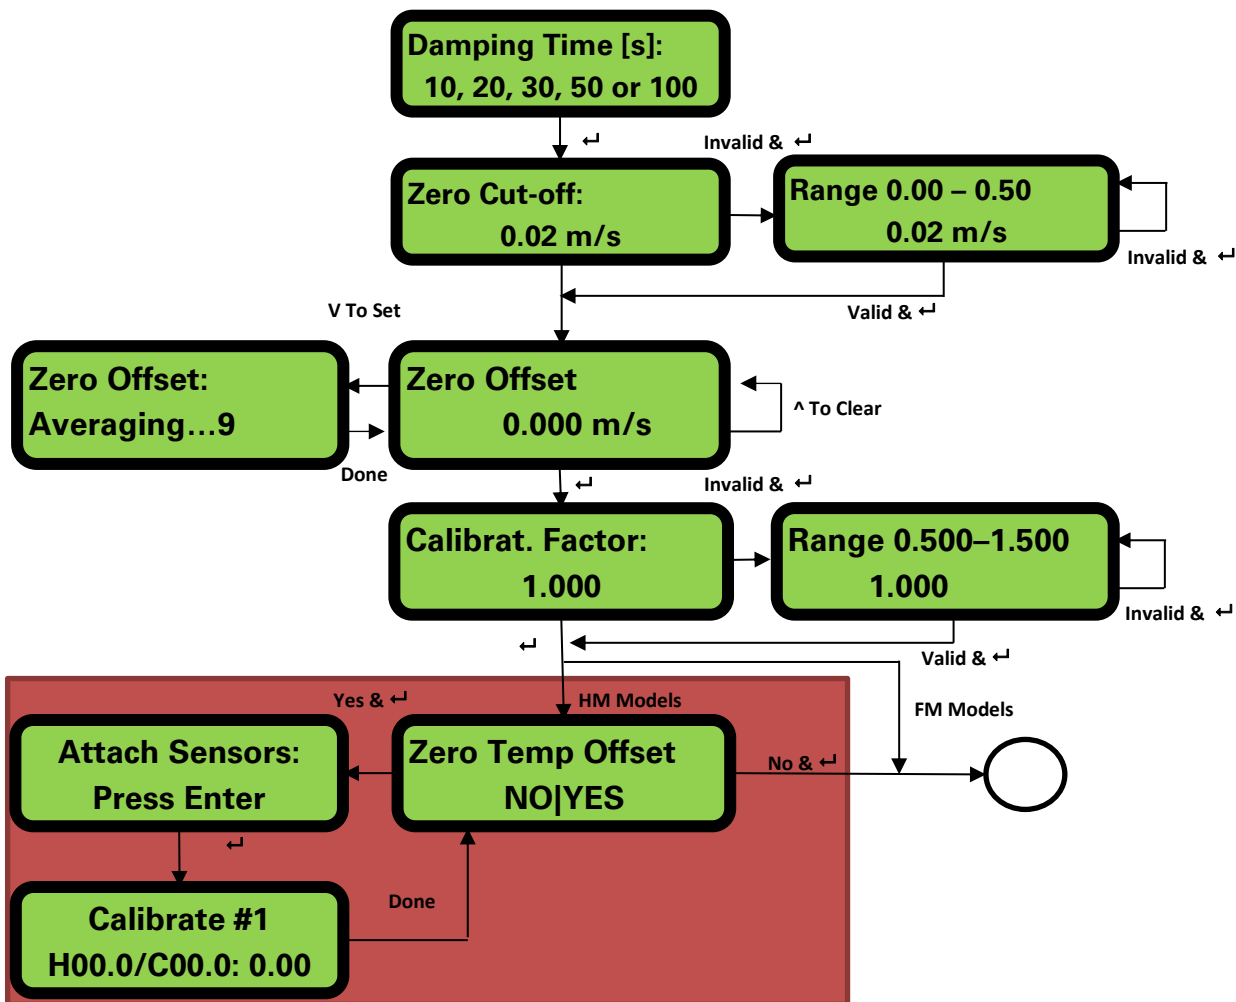 Damping Time [s]:
10, 20, 30, 50 or 100
↵
Invalid & ↵
Zero Cut-off:
0.02 m/s
Range 0.00 – 0.50
0.02 m/s
Invalid & ↵
V To Set
Valid & ↵
Zero Offset:
Averaging...9
Zero Offset
0.000 m/s
^ To Clear
Done
↵
Invalid & ↵
Calibrat. Factor:
1.000
Range 0.500–1.500
1.000
Invalid & ↵
↵
Valid & ↵
Yes & ↵
HM Models
FM Models
Attach Sensors:
Press Enter
Zero Temp Offset
NO|YES
No & ↵
↵
Calibrate #1
H00.0/C00.0: 0.00
Done